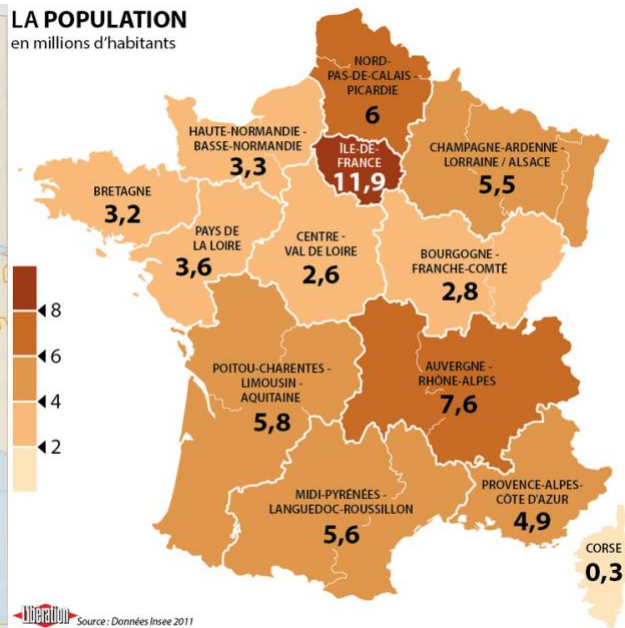 LA POPULATION
en millions d'habitants
NORD-
PAS-DE-CALAIS -
PICARDIE
6
HAUTE-NORMANDIE -
BASSE-NORMANDIE
3,3
ÎLE-DE-
FRANCE
11,9
CHAMPAGNE-ARDENNE -
LORRAINE / ALSACE
5,5
BRETAGNE
3,2
PAYS DE
LA LOIRE
3,6
CENTRE -
VAL DE LOIRE
2,6
BOURGOGNE -
FRANCHE-COMTÉ
2,8
8
6
4
2
POITOU-CHARENTES -
LIMOUSIN -
AQUITAINE
5,8
AUVERGNE -
RHÔNE-ALPES
7,6
MIDI-PYRÉNÉES -
LANGUEDOC-ROUSSILLON
5,6
PROVENCE-ALPES-
CÔTE D'AZUR
4,9
CORSE
0,3
Libération
Source : Données Insee 2011